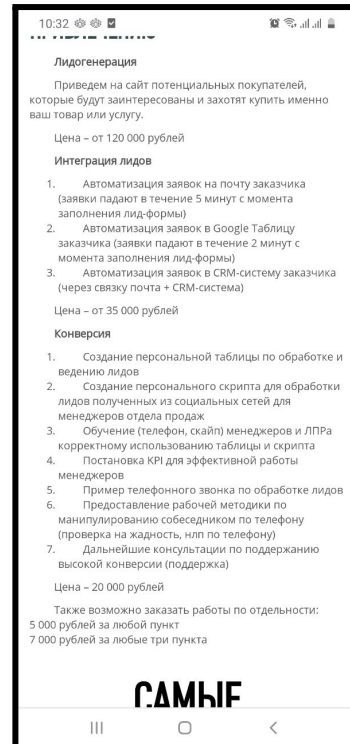 10:32
Лидогенерация
Приведем на сайт потенциальных покупателей,
которые будут заинтересованы и захотят купить именно
ваш товар или услугу.
Цена – от 120 000 рублей
Интеграция лидов
1. Автоматизация заявок на почту заказчика
(заявки падают в течение 5 минут с момента
заполнения лид-формы)
2. Автоматизация заявок в Google Таблицу
заказчика (заявки падают в течение 2 минут с
момента заполнения лид-формы)
3. Автоматизация заявок в CRM-систему заказчика
(через связку почта + CRM-система)
Цена – от 35 000 рублей
Конверсия
1. Создание персональной таблицы по обработке и
ведению лидов
2. Создание персонального скрипта для обработки
лидов полученных из социальных сетей для
менеджеров отдела продаж
3. Обучение (телефон, скайп) менеджеров и ЛПРа
корректному использованию таблицы и скрипта
4. Постановка KPI для эффективной работы
менеджеров
5. Пример телефонного звонка по обработке лидов
6. Предоставление рабочей методики по
манипулированию собеседником по телефону
(проверка на жадность, нлп по телефону)
7. Дальнейшие консультации по поддержанию
высокой конверсии (поддержка)
Цена – 20 000 рублей
Также возможно заказать работы по отдельности:
5 000 рублей за любой пункт
7 000 рублей за любые три пункта
САМЫЕ